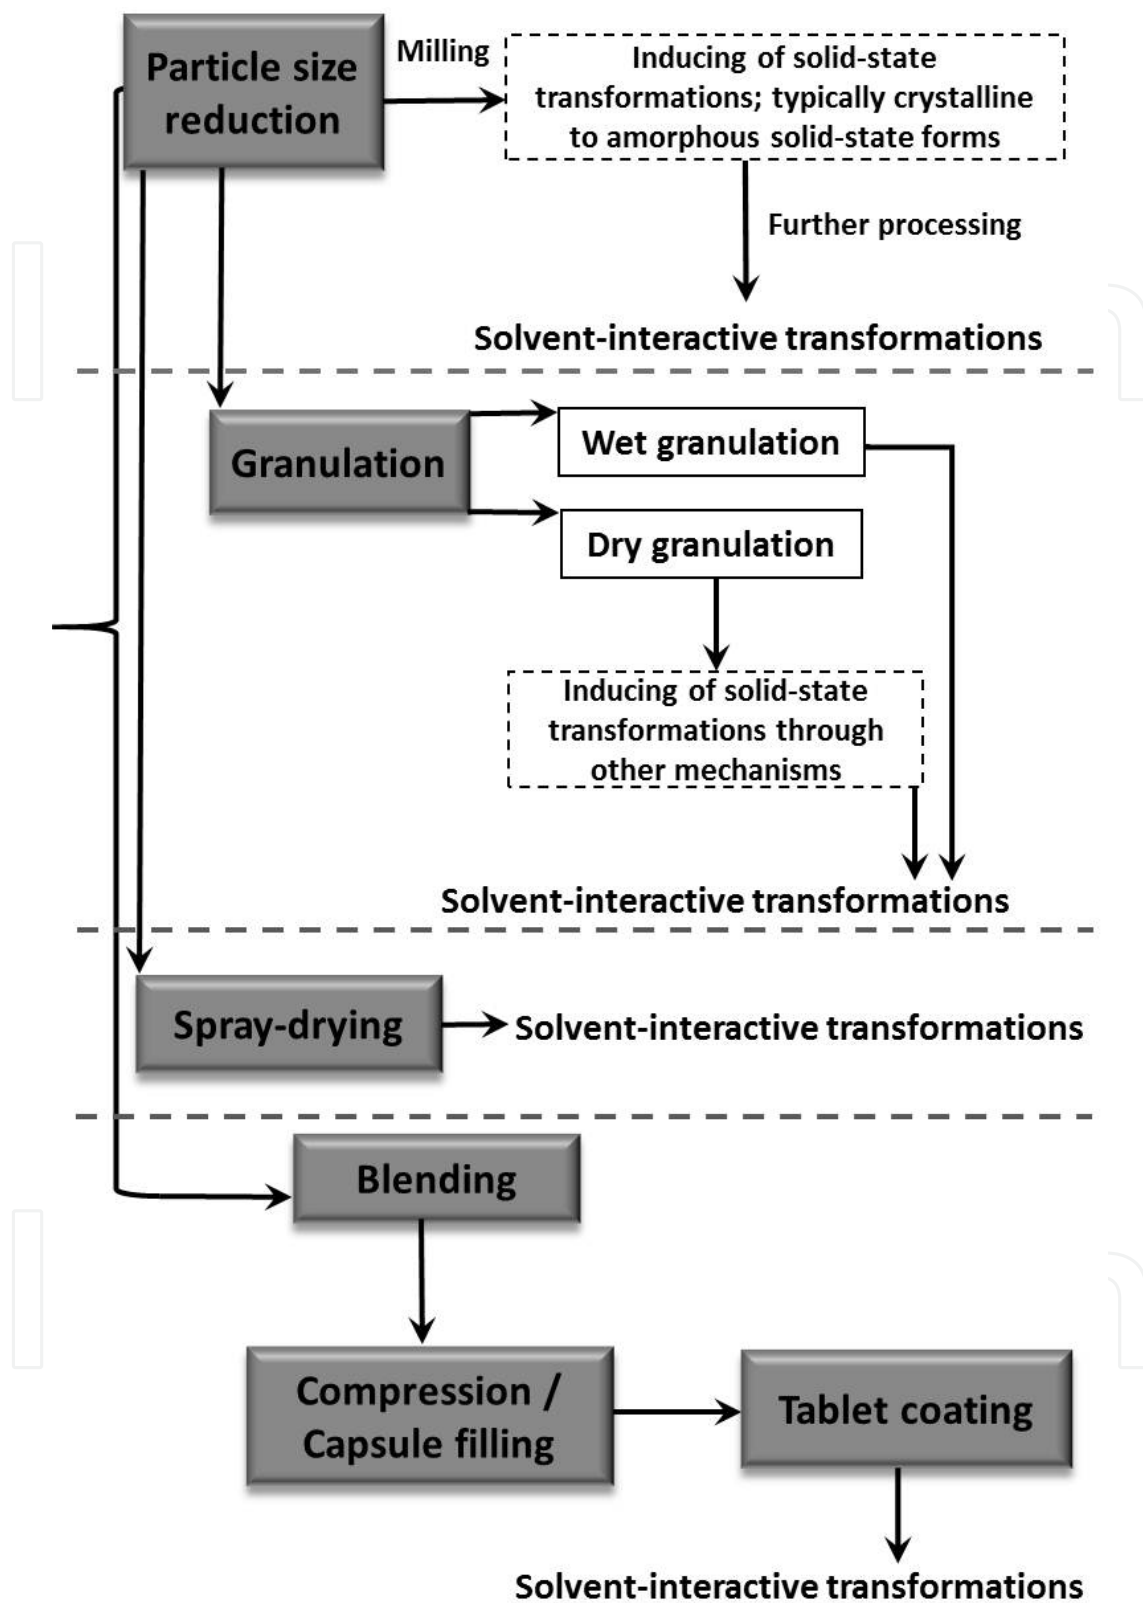 Particle size
reduction
Milling
Inducing of solid-state
transformations; typically crystalline
to amorphous solid-state forms
Further processing
Solvent-interactive transformations
Granulation
Wet granulation
Dry granulation
Inducing of solid-state
transformations through
other mechanisms
Solvent-interactive transformations
Spray-drying
Solvent-interactive transformations
Blending
Compression /
Capsule filling
Tablet coating
Solvent-interactive transformations